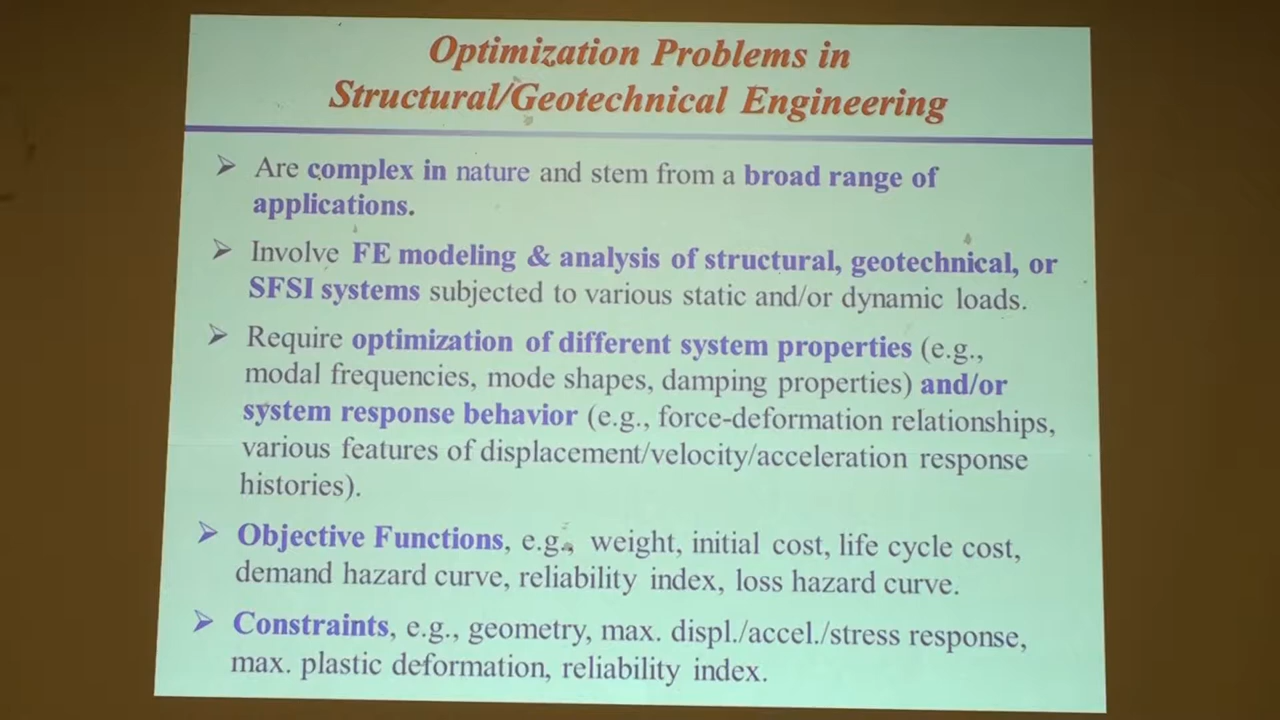 Optimization Problems in
Structural/Geotechnical Engineering
➢ Are complex in nature and stem from a broad range of
applications.
➢ Involve FE modeling & analysis of structural, geotechnical, or
SFSI systems subjected to various static and/or dynamic loads.
➢ Require optimization of different system properties (e.g.,
modal frequencies, mode shapes, damping properties) and/or
system response behavior (e.g., force-deformation relationships,
various features of displacement/velocity/acceleration response
histories).
➢ Objective Functions, e.g., weight, initial cost, life cycle cost,
demand hazard curve, reliability index, loss hazard curve.
➢ Constraints, e.g., geometry, max. displ./accel./stress response,
max. plastic deformation, reliability index.